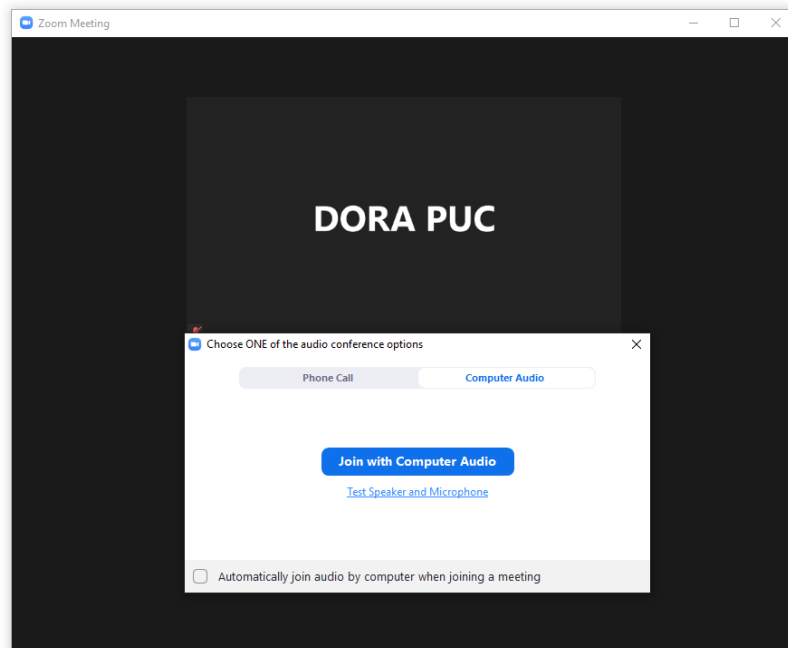 Zoom Meeting
DORA PUC
Choose ONE of the audio conference options
Phone Call
Computer Audio
Join with Computer Audio
Test Speaker and Microphone
Automatically join audio by computer when joining a meeting